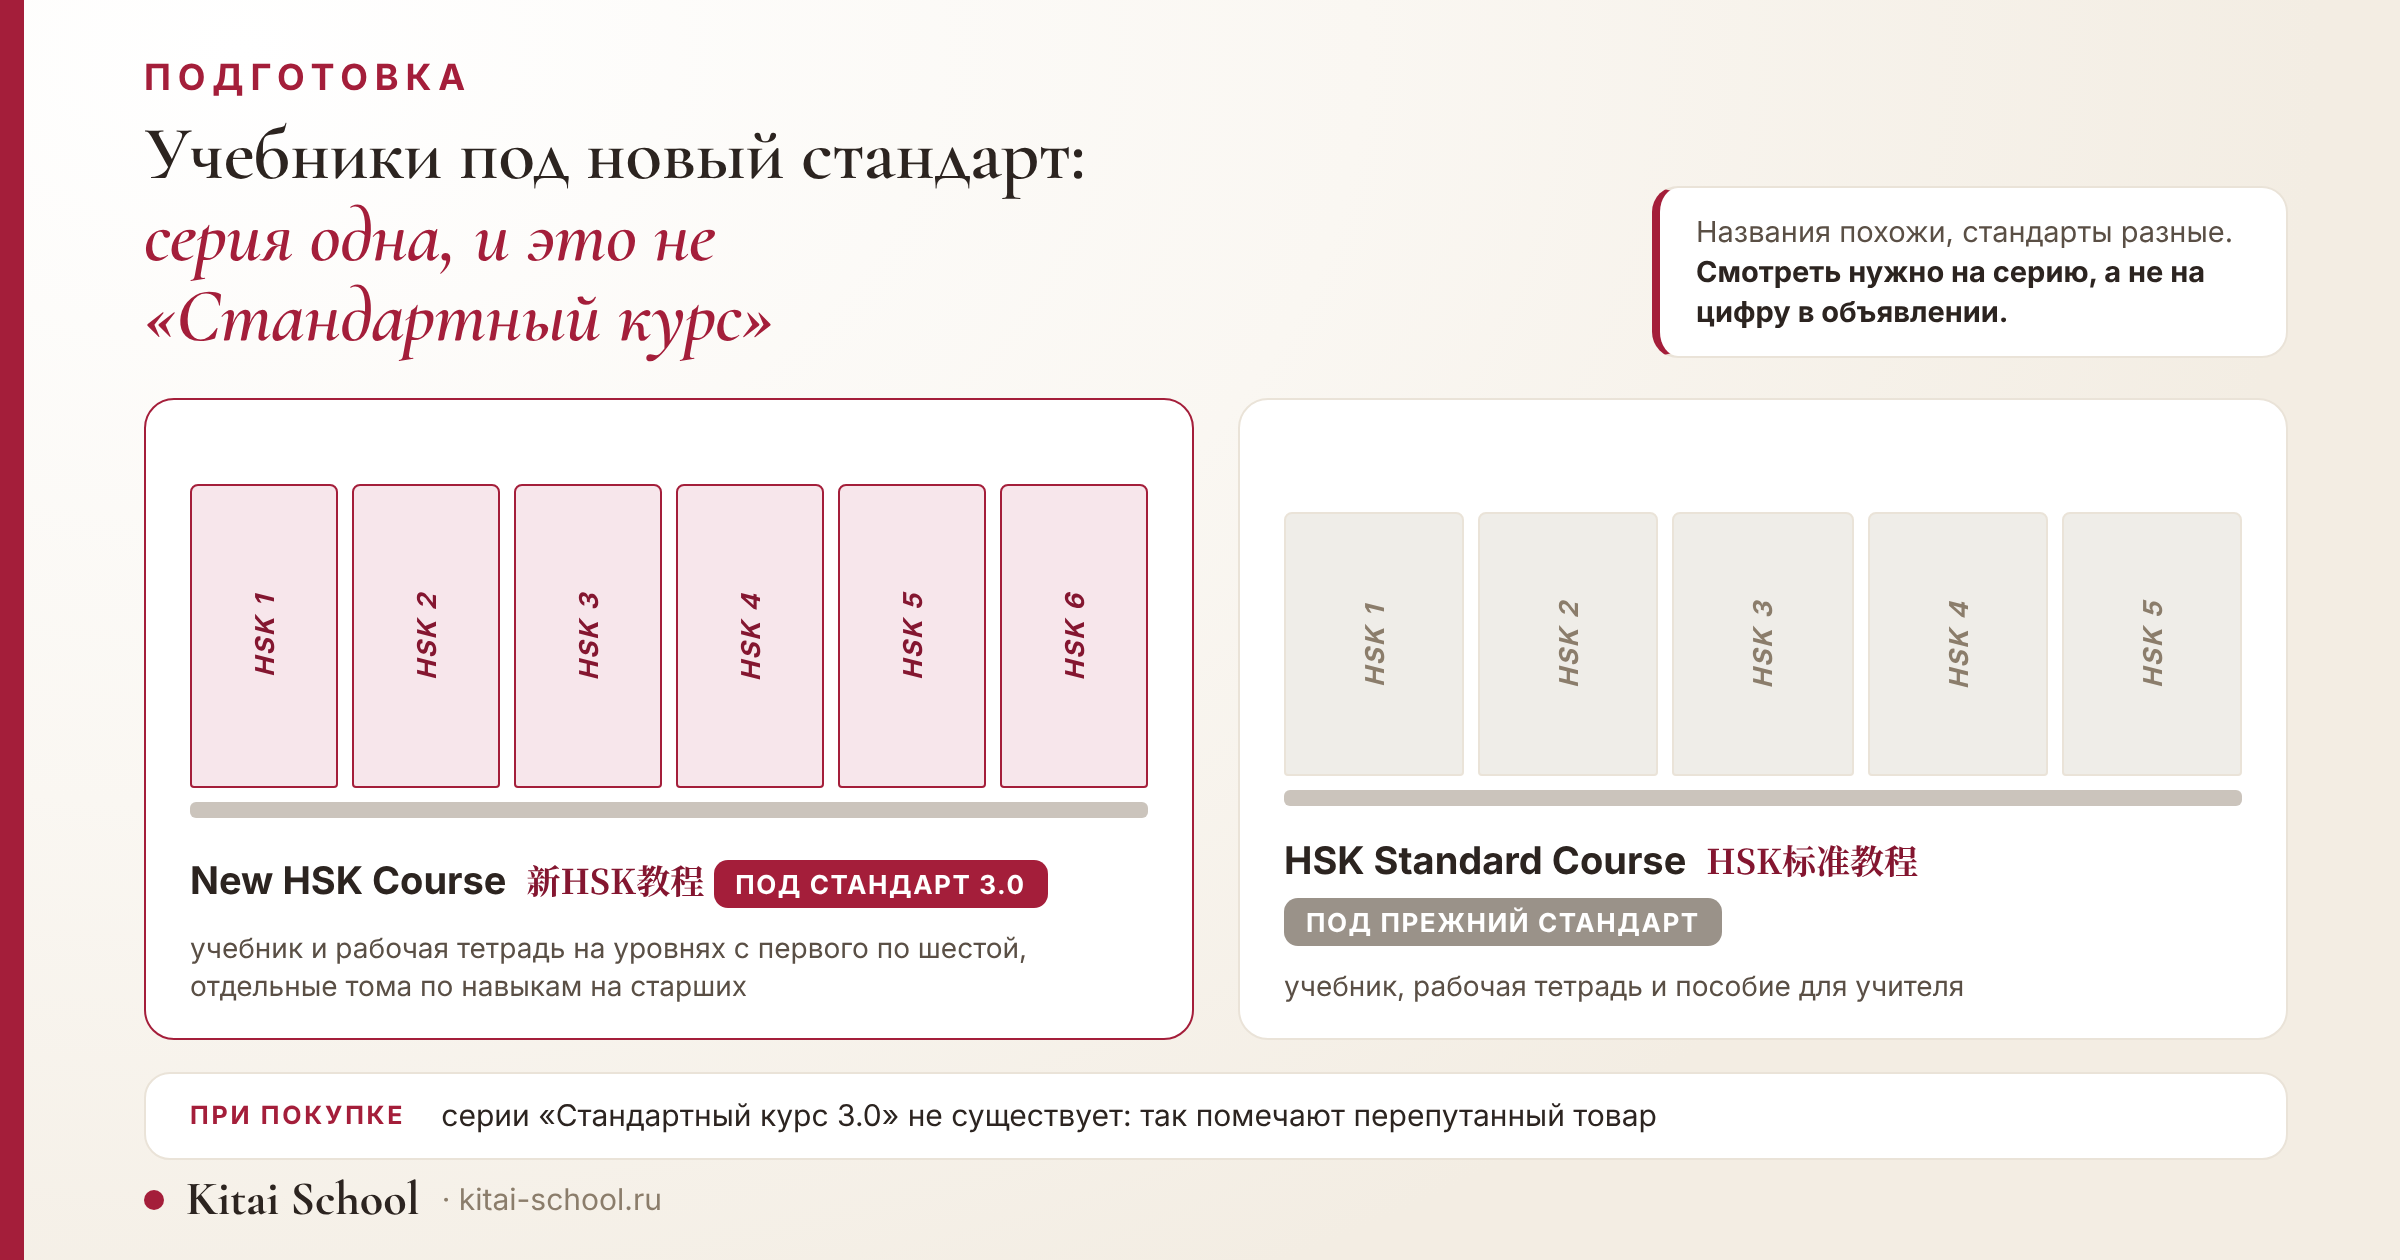 ПОДГОТОВКА
Учебники под новый стандарт:
серия одна, и это не
«Стандартный курс»
Названия похожи, стандарты разные.
Смотреть нужно на серию, а не на
цифру в объявлении.
HSK 1
HSK 2
HSK 3
HSK 4
HSK 5
HSK 6
New HSK Course 新HSK教程 ПОД СТАНДАРТ 3.0
учебник и рабочая тетрадь на уровнях с первого по шестой,
отдельные тома по навыкам на старших
HSK 1
HSK 2
HSK 3
HSK 4
HSK 5
HSK Standard Course HSK标准教程
ПОД ПРЕЖНИЙ СТАНДАРТ
учебник, рабочая тетрадь и пособие для учителя
ПРИ ПОКУПКЕ серии «Стандартный курс 3.0» не существует: так помечают перепутанный товар
Kitai School · kitai-school.ru